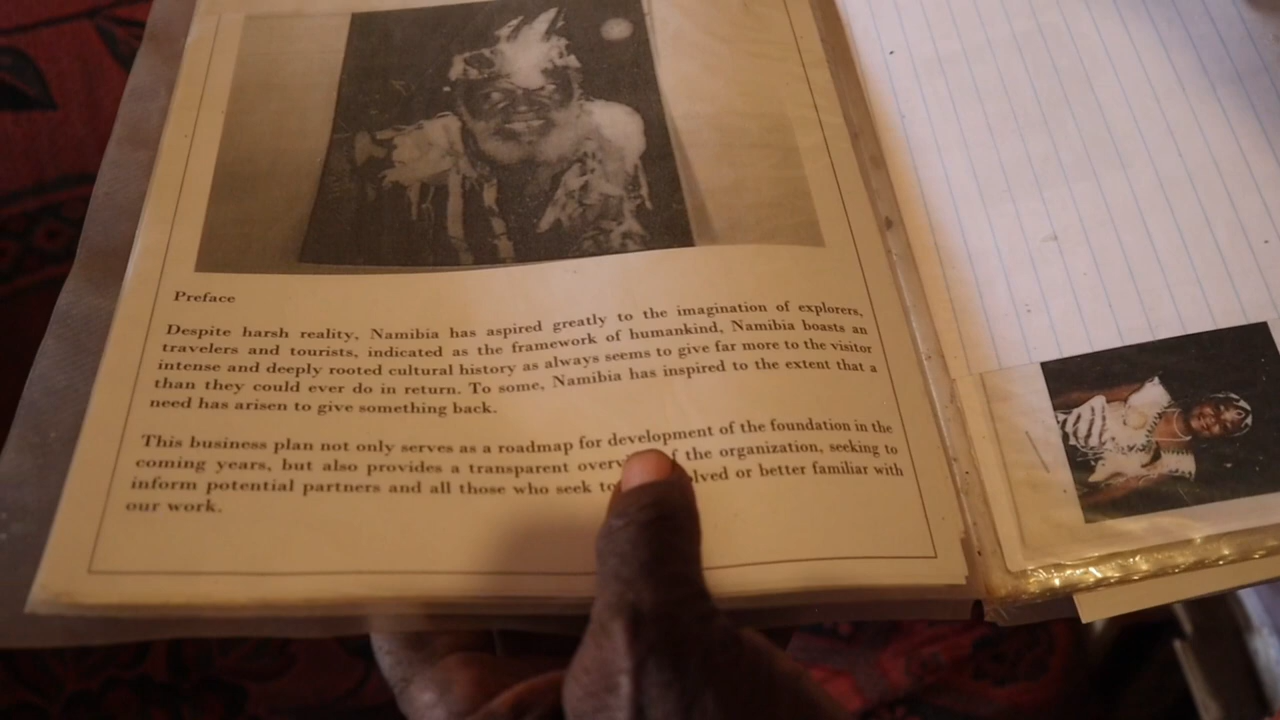 Preface
Despite harsh reality, Namibia has aspired greatly to the imagination of explorers,
travelers and tourists, indicated as the framework of humankind, Namibia boasts an
intense and deeply rooted cultural history as always seems to give far more to the visitor
than they could ever do in return. To some, Namibia has inspired to the extent that a
need has arisen to give something back.
This business plan not only serves as a roadmap for development of the foundation in the
coming years, but also provides a transparent the organization, seeking to
inform potential partners and all those who seek to or better familiar with
our work.